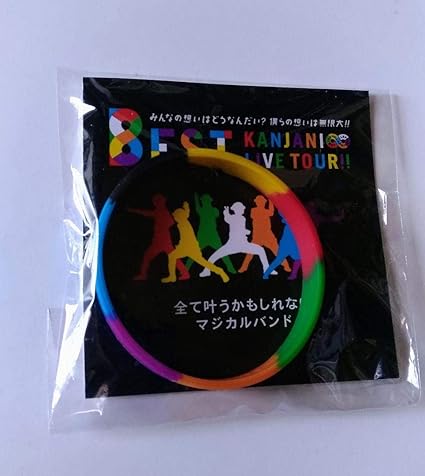 みんなの想いはどうなんだい？僕らの想いは無限大!!
BEST KANJANI∞
LIVE TOUR!!
全て叶うかもしれない
マジカルバンド